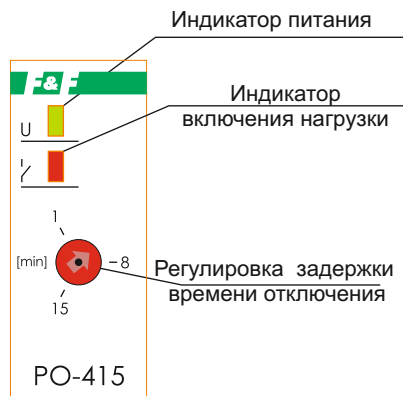 Индикатор питания
F&F
Индикатор
включения нагрузки
U
1
[min]
8
15
Регулировка задержки
времени отключения
PO-415